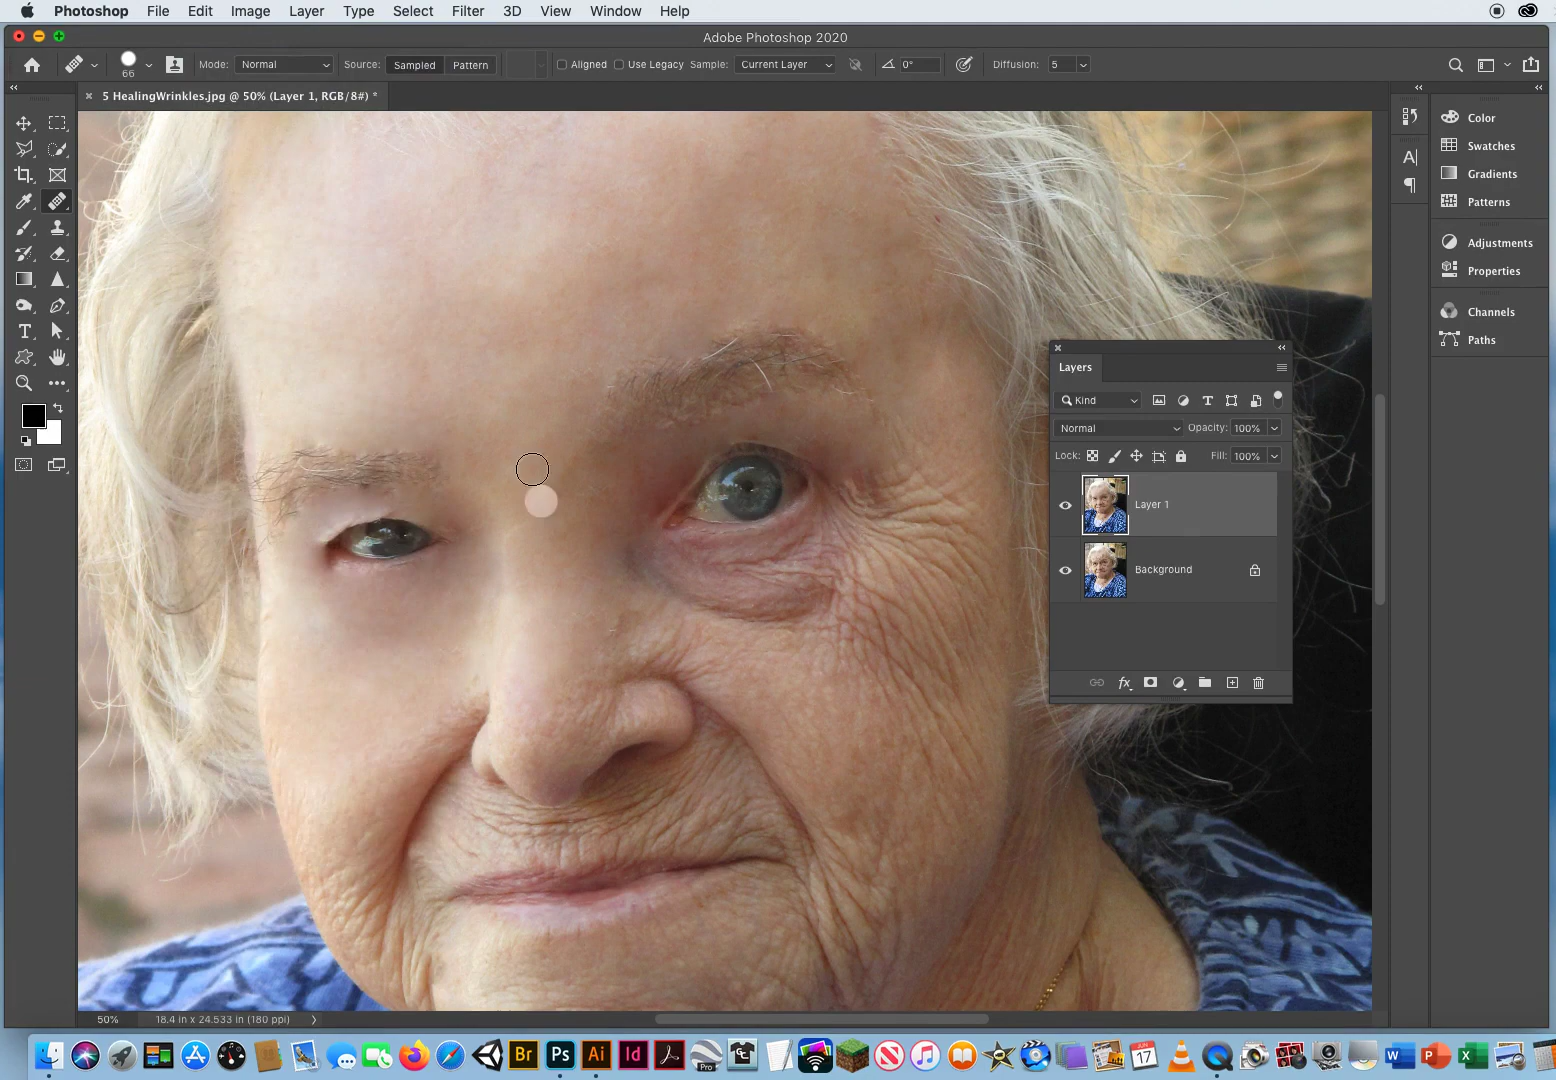 Photoshop File Edit Image Layer Type Select Filter 3D View Window Help
Adobe Photoshop 2020
66 Mode: Normal Source: Sampled Pattern Aligned Use Legacy Sample: Current Layer 0° Diffusion: 5
5 HealingWrinkles.jpg @ 50% (Layer 1, RGB/8#) *
Color
Swatches
Gradients
Patterns
Adjustments
Properties
Channels
Paths
Layers
Kind
Normal Opacity: 100%
Lock: Fill: 100%
Layer 1
Background
fx
50% 18.4 in x 24.533 in (180 ppi)
Br Ps Ai Id Pro JUN 17 W P X